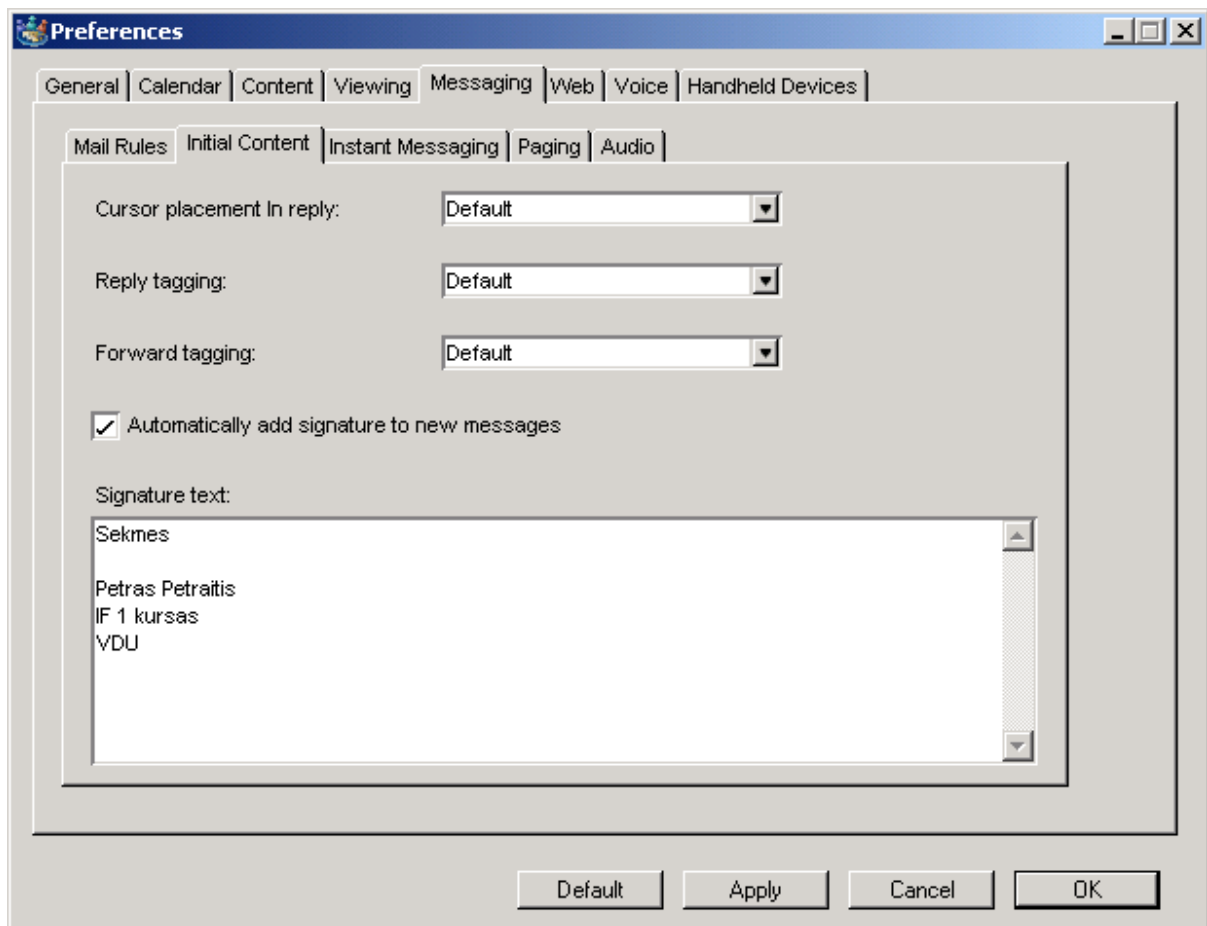 Preferences
General Calendar Content Viewing Messaging Web Voice Handheld Devices
Mail Rules Initial Content Instant Messaging Paging Audio
Cursor placement In reply: Default
Reply tagging: Default
Forward tagging: Default
Automatically add signature to new messages
Signature text:
Sekmes
Petras Petraitis
IF 1 kursas
VDU
Default Apply Cancel OK